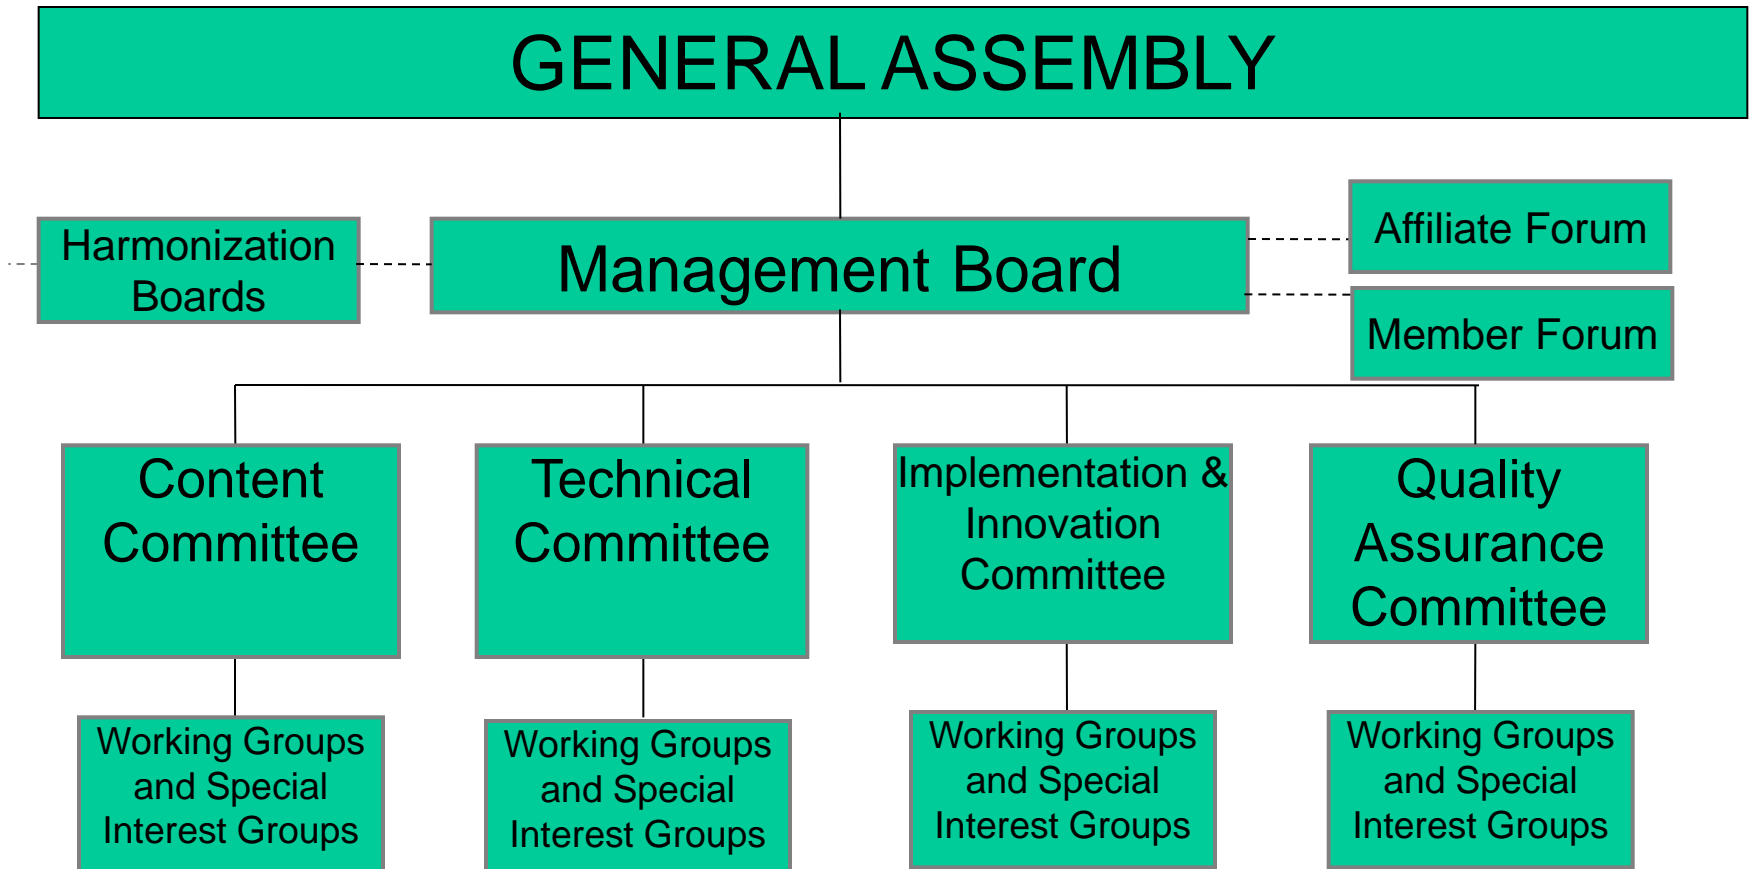 GENERAL ASSEMBLY
Harmonization
Boards
Management Board
Affiliate Forum
Member Forum
Content
Committee
Technical
Committee
Implementation &
Innovation
Committee
Quality
Assurance
Committee
Working Groups
and Special
Interest Groups
Working Groups
and Special
Interest Groups
Working Groups
and Special
Interest Groups
Working Groups
and Special
Interest Groups